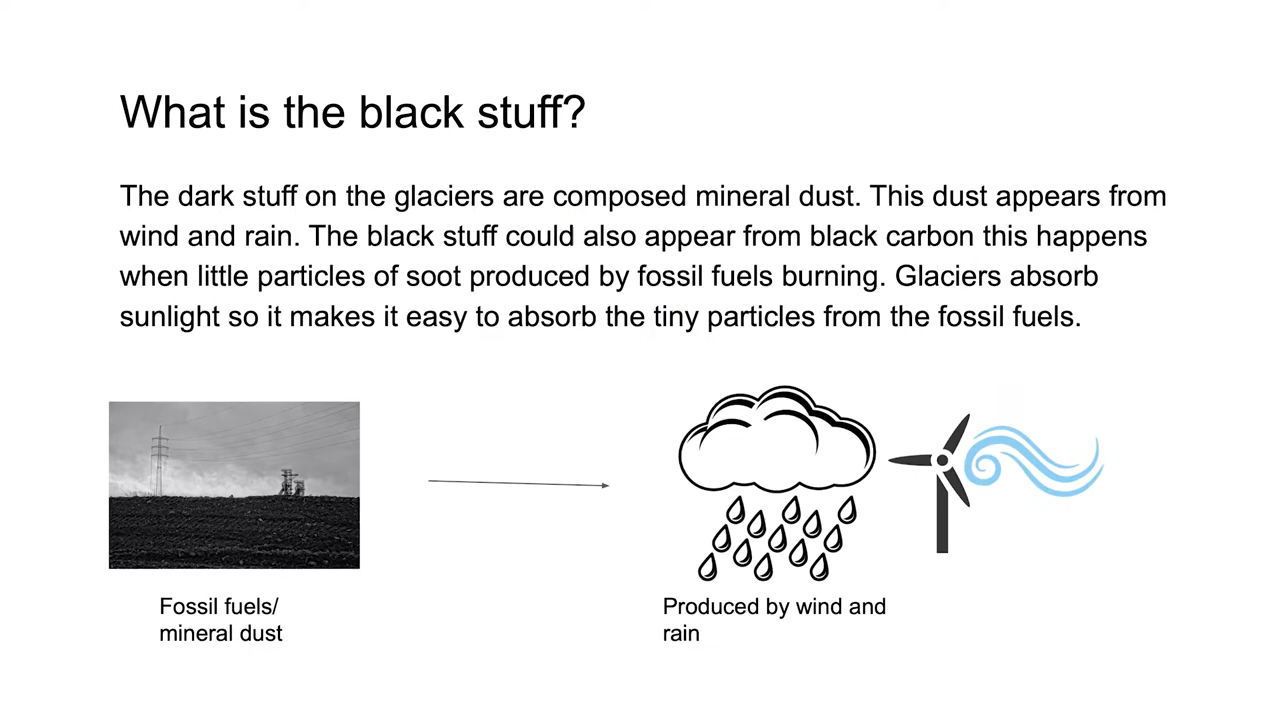 What is the black stuff?
The dark stuff on the glaciers are composed mineral dust. This dust appears from
wind and rain. The black stuff could also appear from black carbon this happens
when little particles of soot produced by fossil fuels burning. Glaciers absorb
sunlight so it makes it easy to absorb the tiny particles from the fossil fuels.
Fossil fuels/
mineral dust
Produced by wind and
rain